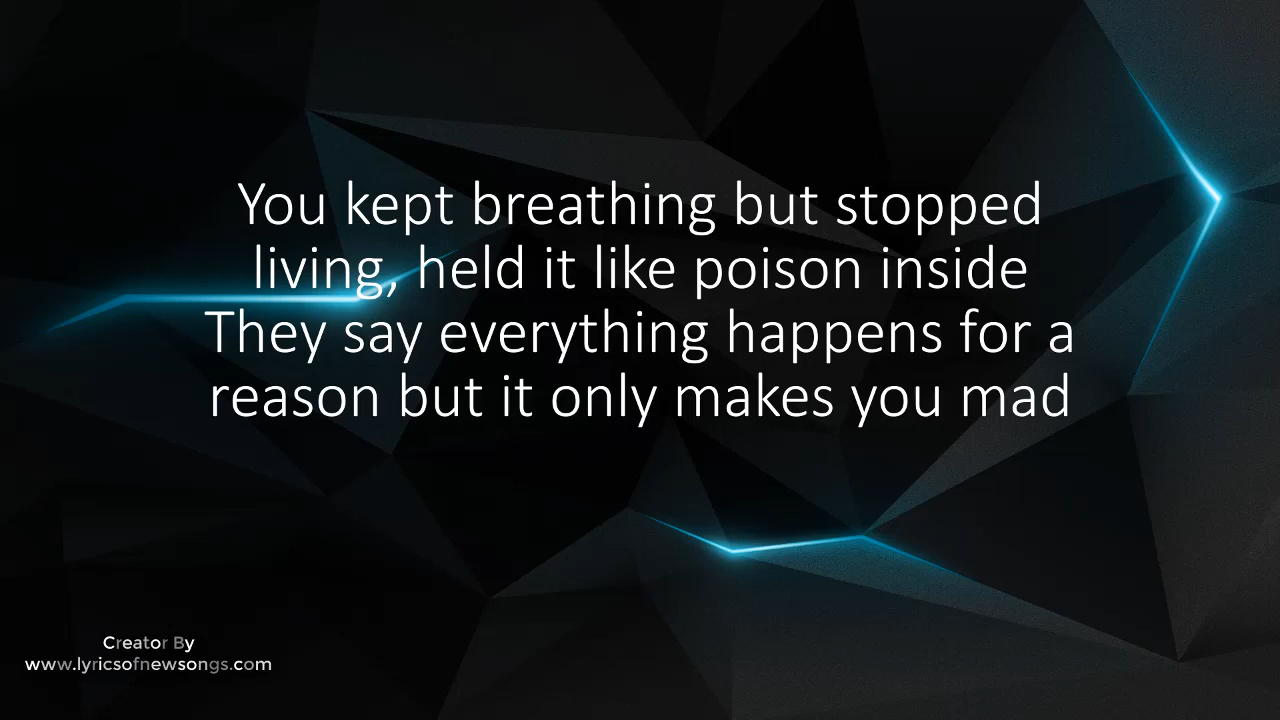 You kept breathing but stopped
living, held it like poison inside
They say everything happens for a
reason but it only makes you mad
Creator By
www.lyricsofnewsongs.com